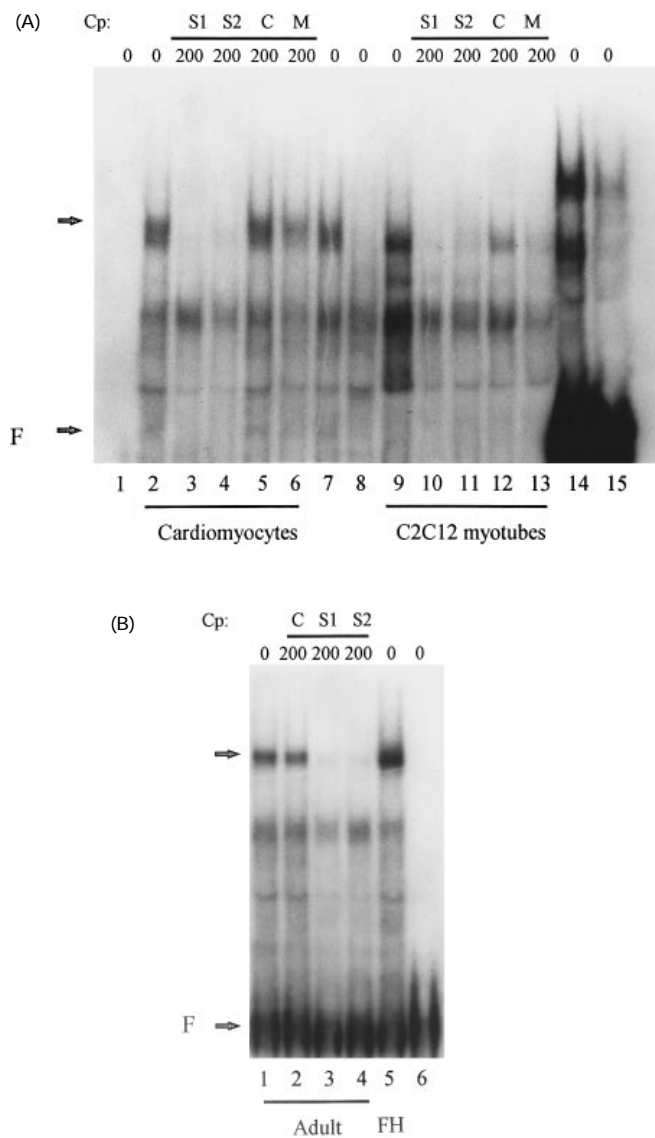 (A)
Cp: S1 S2 C M S1 S2 C M
0 0 200 200 200 200 0 0 0 200 200 200 200 0 0
F
1 2 3 4 5 6 7 8 9 10 11 12 13 14 15
Cardiomyocytes C2C12 myotubes
(B)
Cp: C S1 S2
0 200 200 200 0 0
F
1 2 3 4 5 6
Adult FH